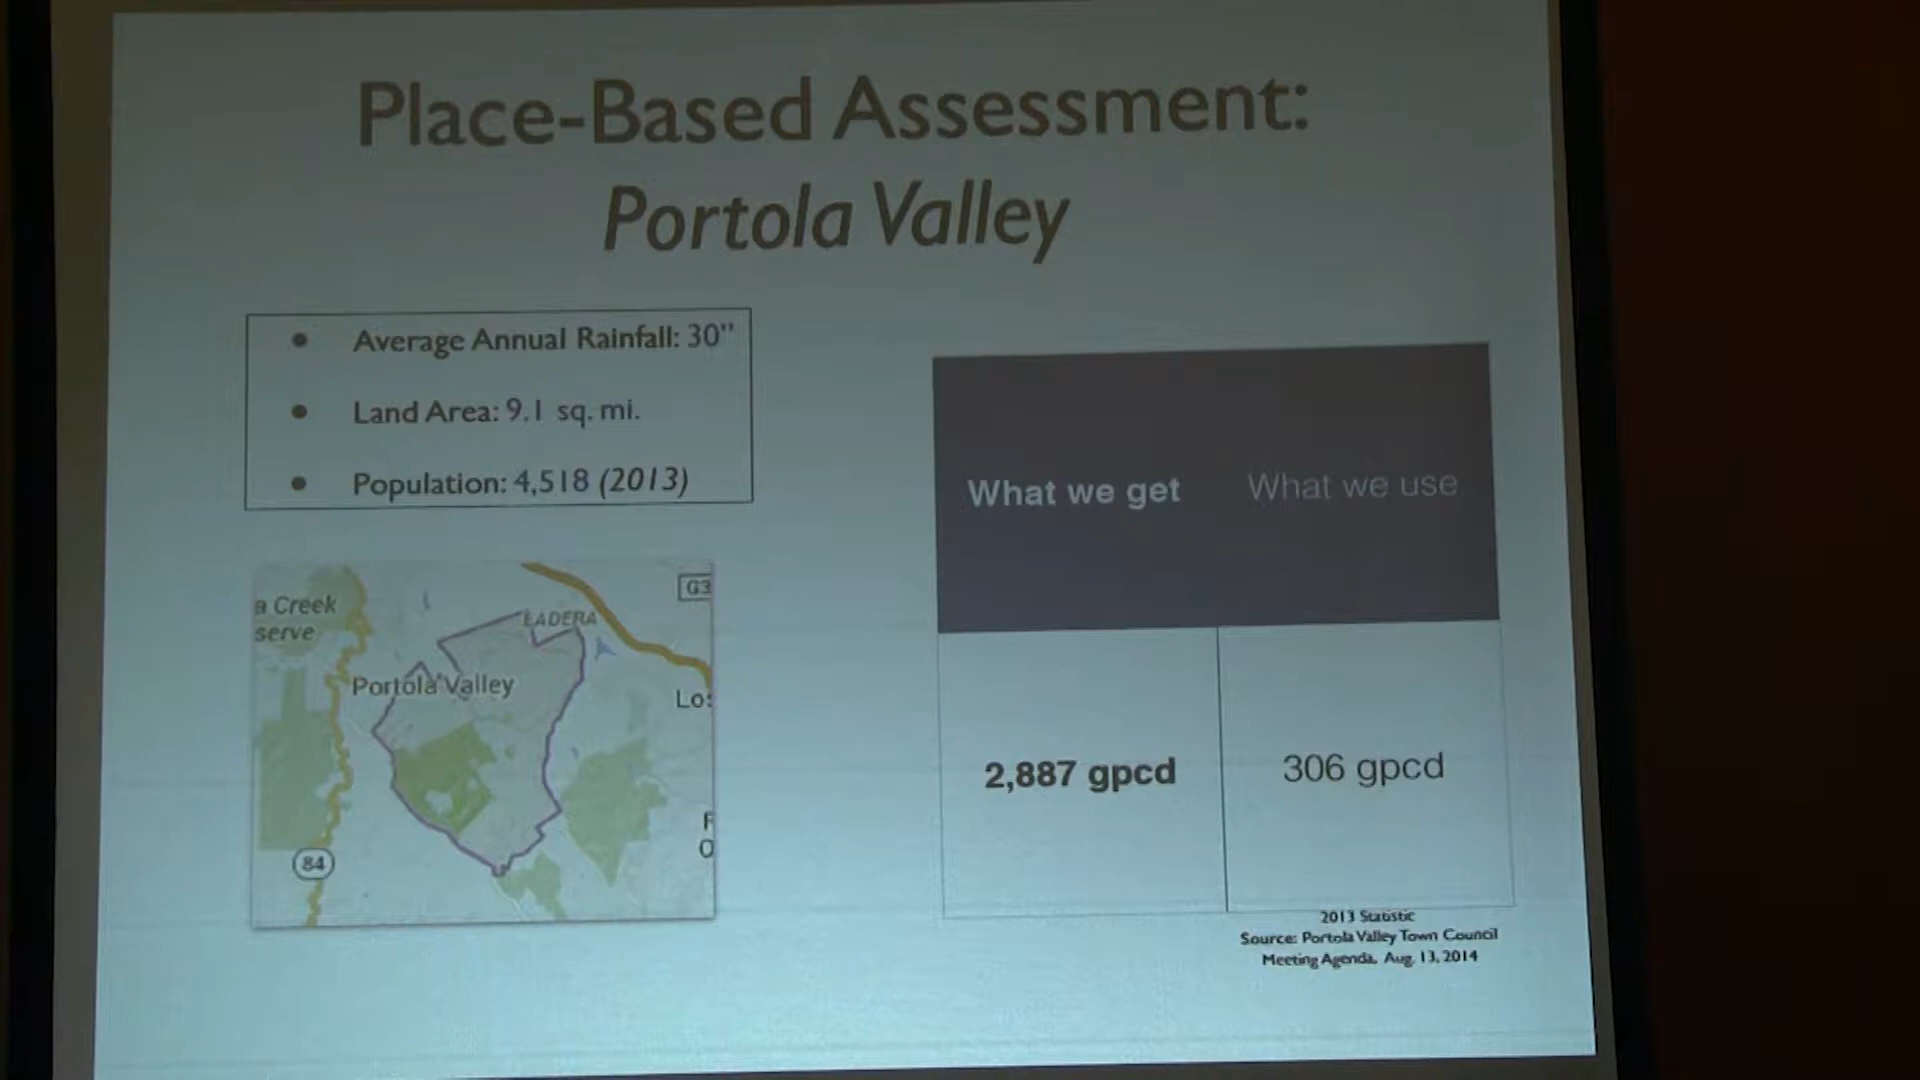 Place-Based Assessment:
Portola Valley
• Average Annual Rainfall: 30"
• Land Area: 9.1 sq. mi.
• Population: 4,518 (2013)
What we get
What we use
2,887 gpcd
306 gpcd
2013 Statistic
Source: Portola Valley Town Council
Meeting Agenda, Aug. 13, 2014
a Creek
serve
LADERA
G3
Portola Valley
Los
84
F
O